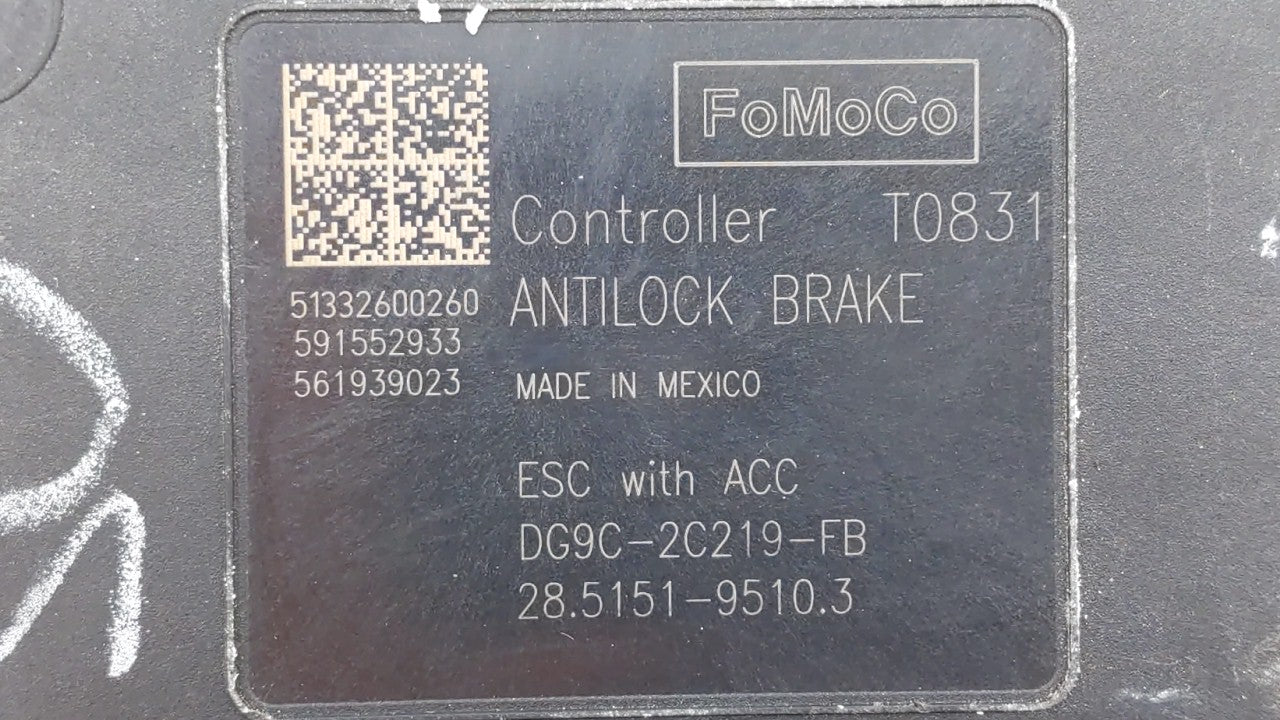 FoMoCo
Controller T0831
ANTILOCK BRAKE
51332600260
591552933
561939023
MADE IN MEXICO
ESC with ACC
DG9C-2C219-FB
28.5151-9510.3